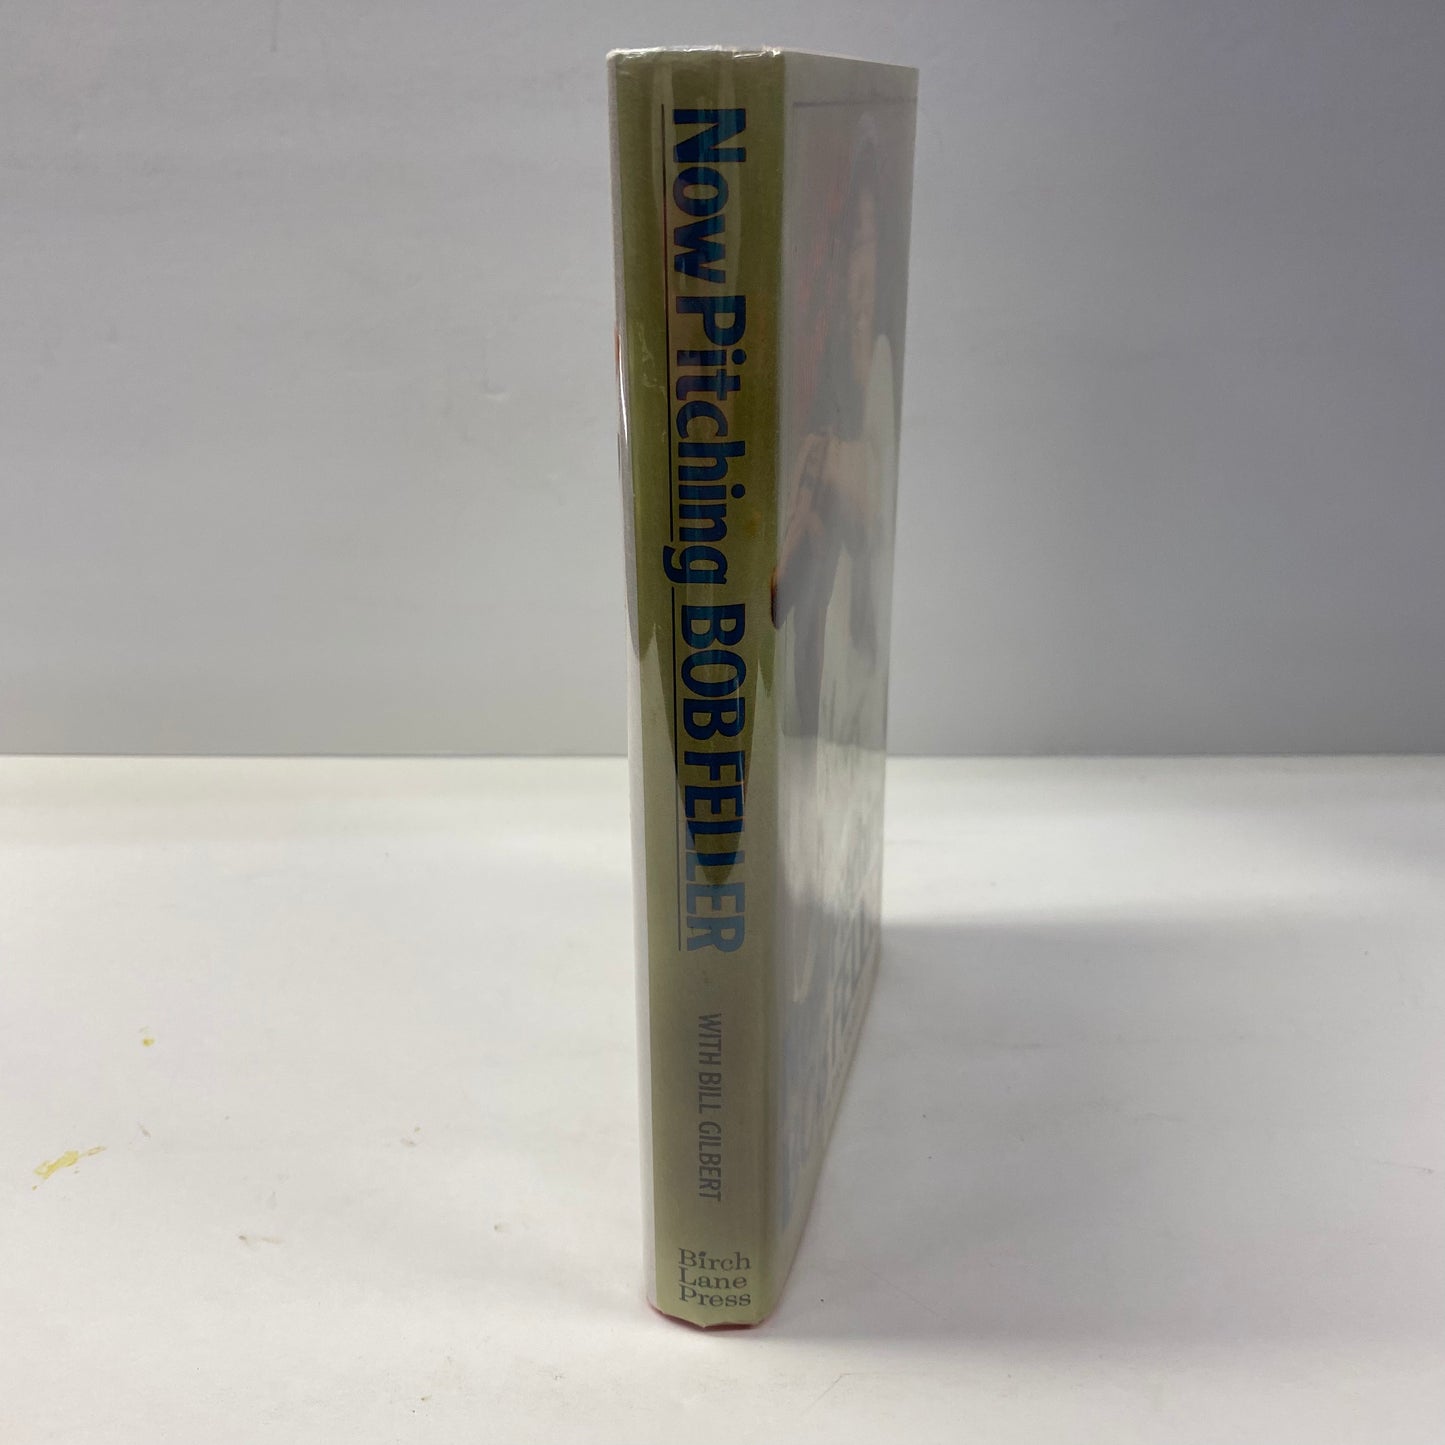 Now Pitching BOB FELLER
WITH BILL GILBERT
Birch
Lane
Press